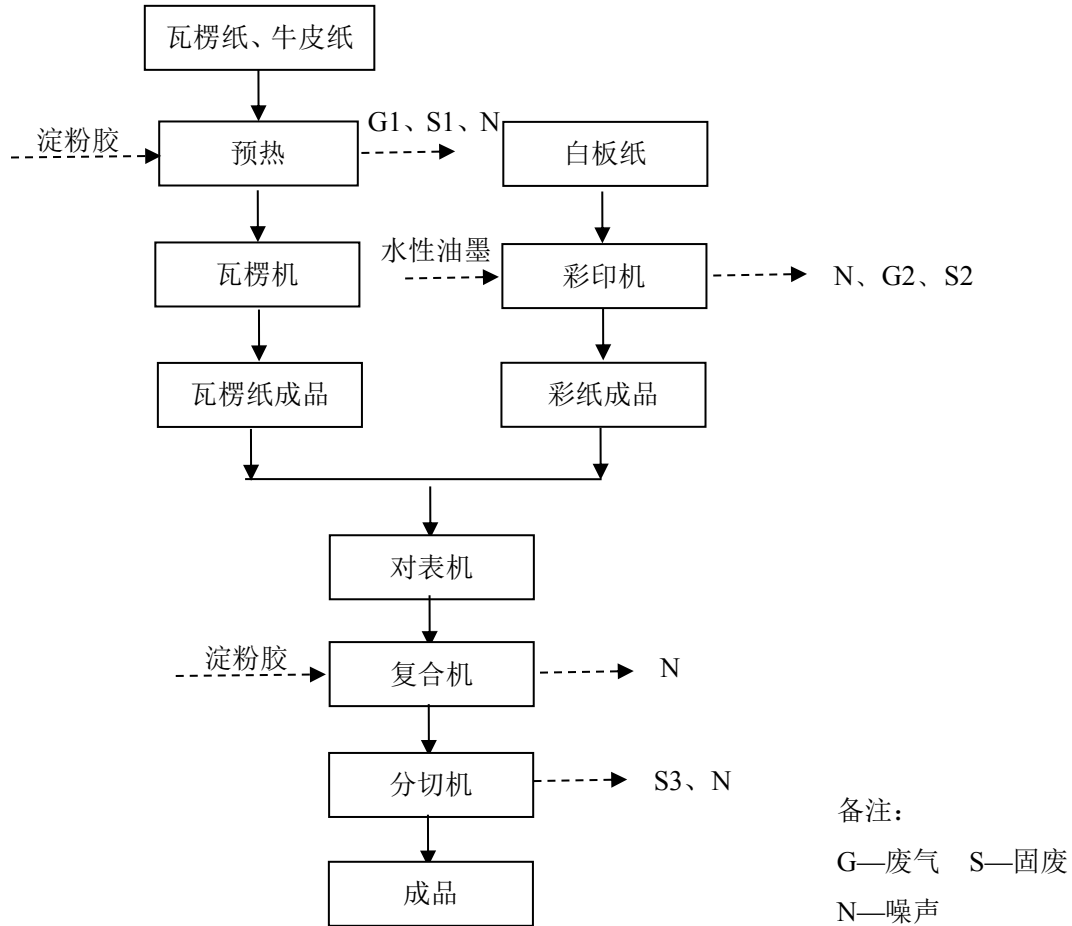 瓦楞纸、牛皮纸
淀粉胶
预热
G1、S1、N
白板纸
瓦楞机
水性油墨
彩印机
N、G2、S2
瓦楞纸成品
彩纸成品
对表机
淀粉胶
复合机
N
分切机
S3、N
成品
备注：
G—废气 S—固废
N—噪声